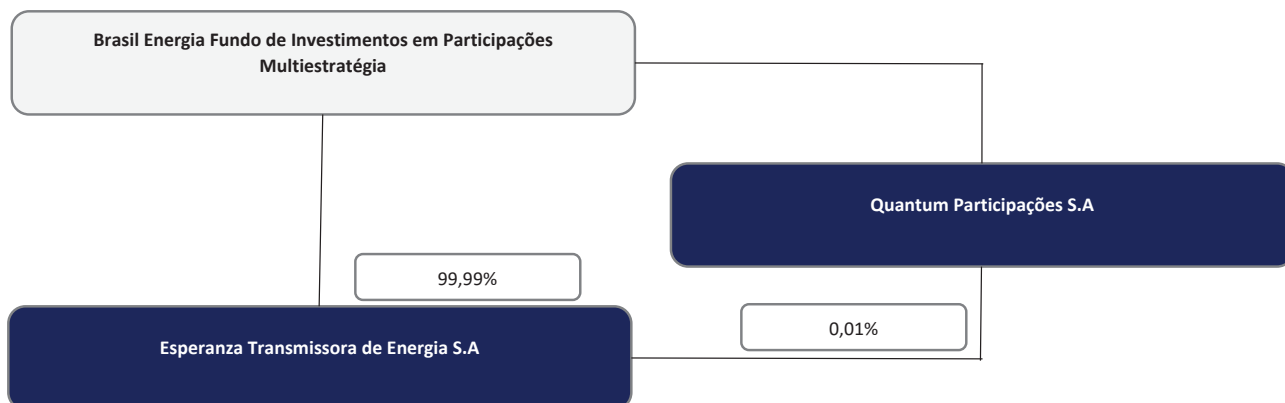 Brasil Energia Fundo de Investimentos em Participações
Multiestratégia
Quantum Participações S.A
99,99%
0,01%
Esperanza Transmissora de Energia S.A